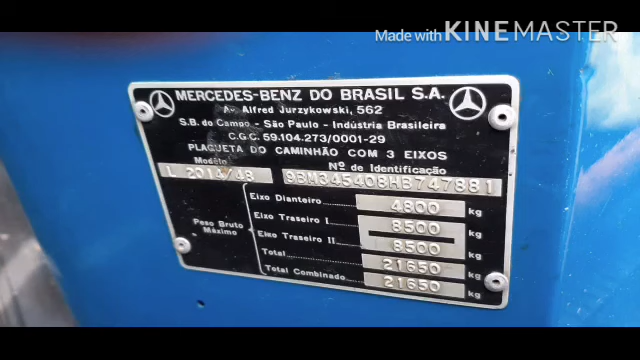 Made with KINEMASTER
MERCEDES-BENZ DO BRASIL S.A.
Av. Alfred Jurzykowski, 562
S.B. do Campo - São Paulo - Indústria Brasileira
C.G.C. 59.104.273/0001-29
PLAQUETA DO CAMINHÃO COM 3 EIXOS
Modêlo Nº de Identificação
L 2014/48 9BM345408HB747881
Eixo Dianteiro 4800 kg
Eixo Traseiro I 8500 kg
Peso Bruto Máximo
Eixo Traseiro II 8500 kg
Total 21650 kg
Total Combinado 21650 kg